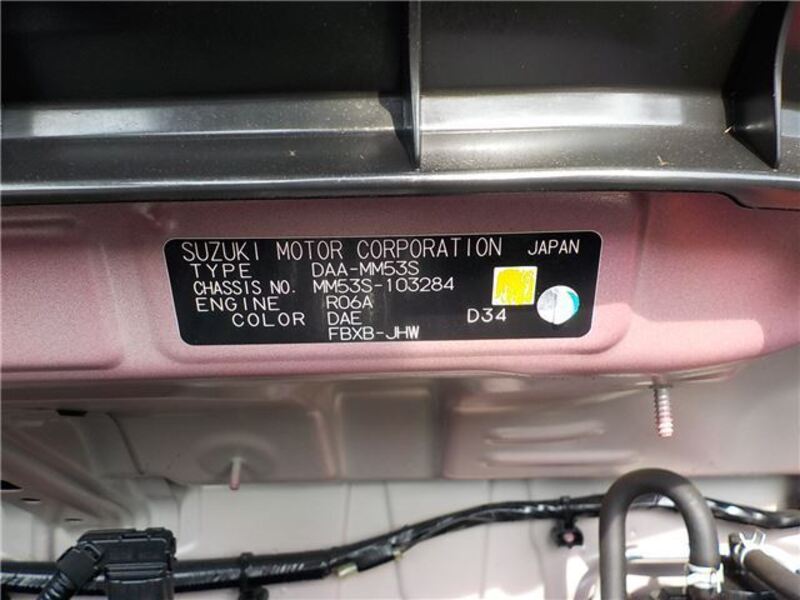 SUZUKI MOTOR CORPORATION JAPAN
TYPE DAA-MM53S
CHASSIS NO. MM53S-103284
ENGINE R06A
COLOR DAE D34
FBXB-JHW